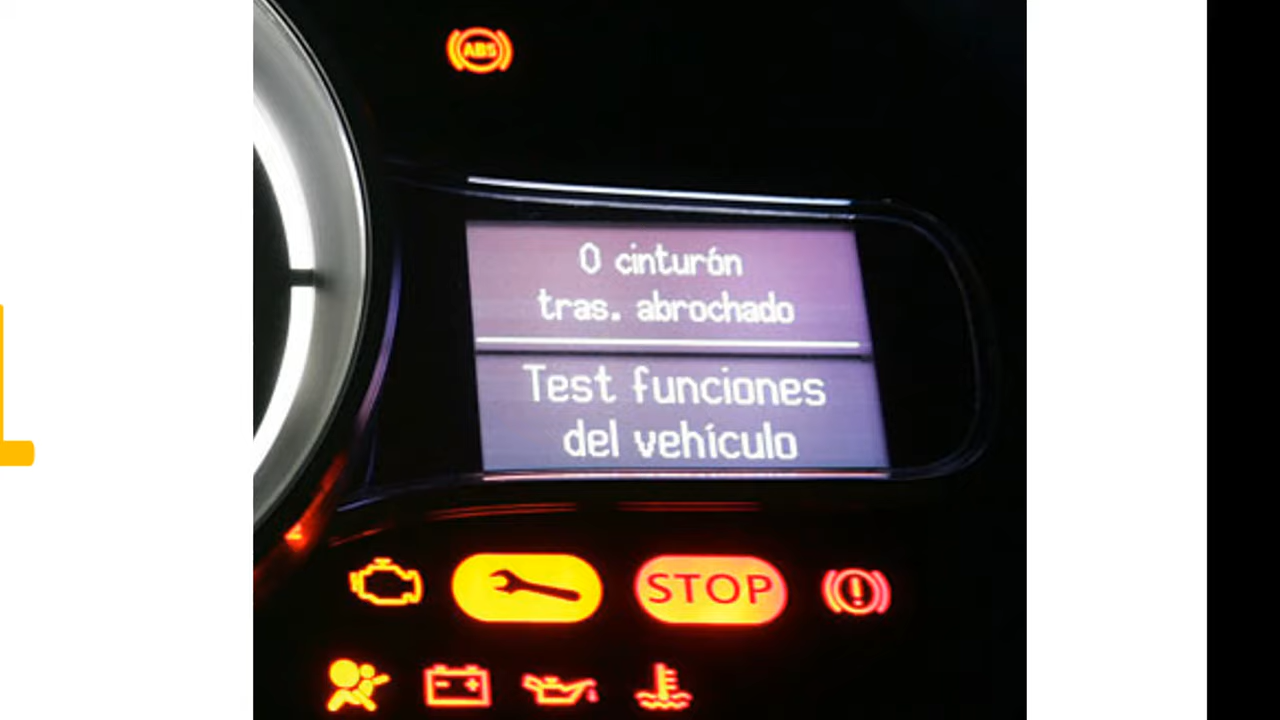 ABS
0 cinturón
tras. abrochado
Test funciones
del vehículo
STOP